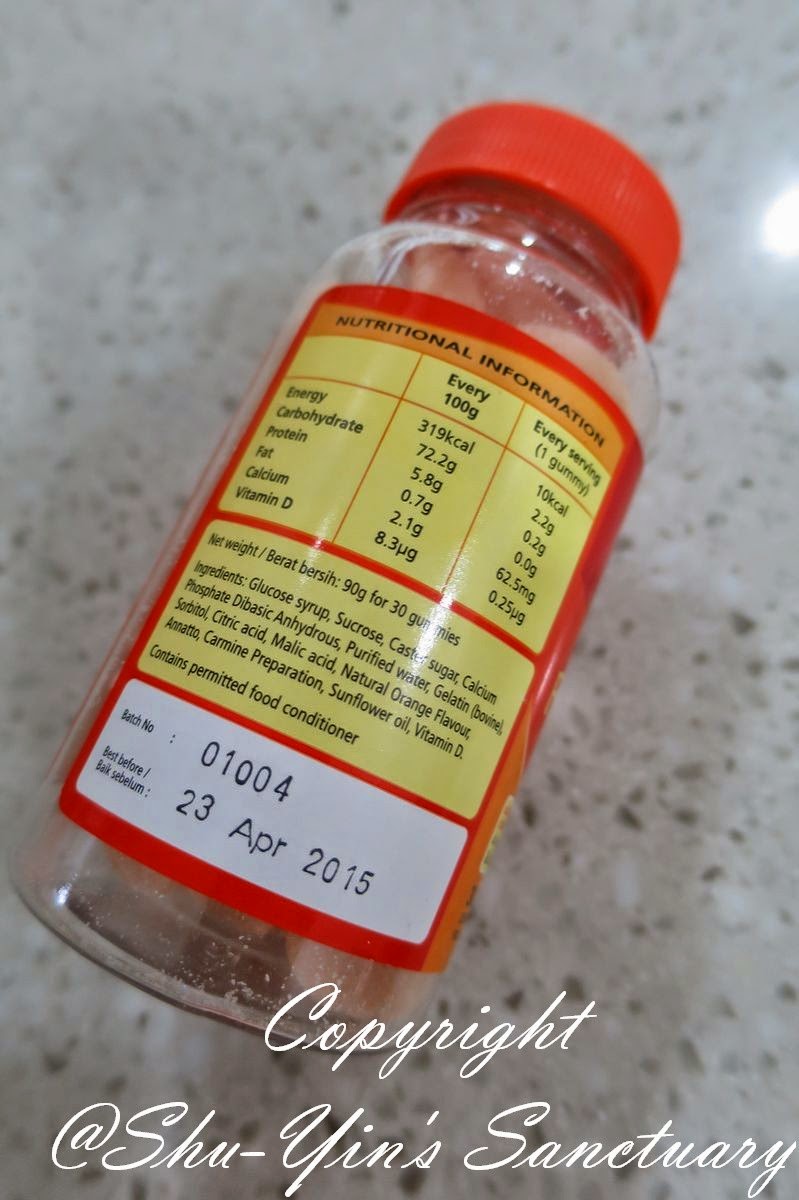 NUTRITIONAL INFORMATION
Every 100g
Every serving (1 gummy)
Energy 319kcal 10kcal
Carbohydrate 72.2g 2.2g
Protein 5.8g 0.2g
Fat 0.7g 0.0g
Calcium 2.1g 62.5mg
Vitamin D 8.3µg 0.25µg
Net weight / Berat bersih: 90g for 30 gummies
Ingredients: Glucose syrup, Sucrose, Caster sugar, Calcium
Phosphate Dibasic Anhydrous, Purified water, Gelatin (bovine),
Sorbitol, Citric acid, Malic acid, Natural Orange Flavour,
Annatto, Carmine Preparation, Sunflower oil, Vitamin D.
Contains permitted food conditioner
Batch No : 01004
Best before /
Baik sebelum : 23 Apr 2015
Copyright
@Shu-Yin's Sanctuary